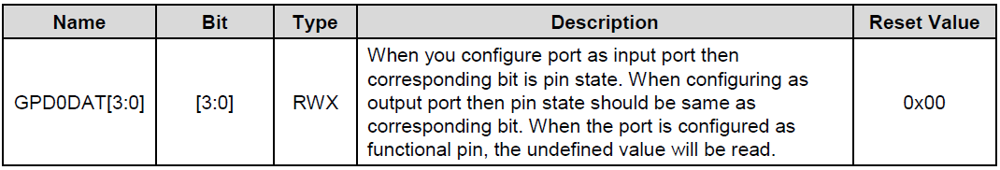 Name Bit Type Description Reset Value
When you configure port as input port then
corresponding bit is pin state. When configuring as
GPD0DAT[3:0] [3:0] RWX output port then pin state should be same as 0x00
corresponding bit. When the port is configured as
functional pin, the undefined value will be read.